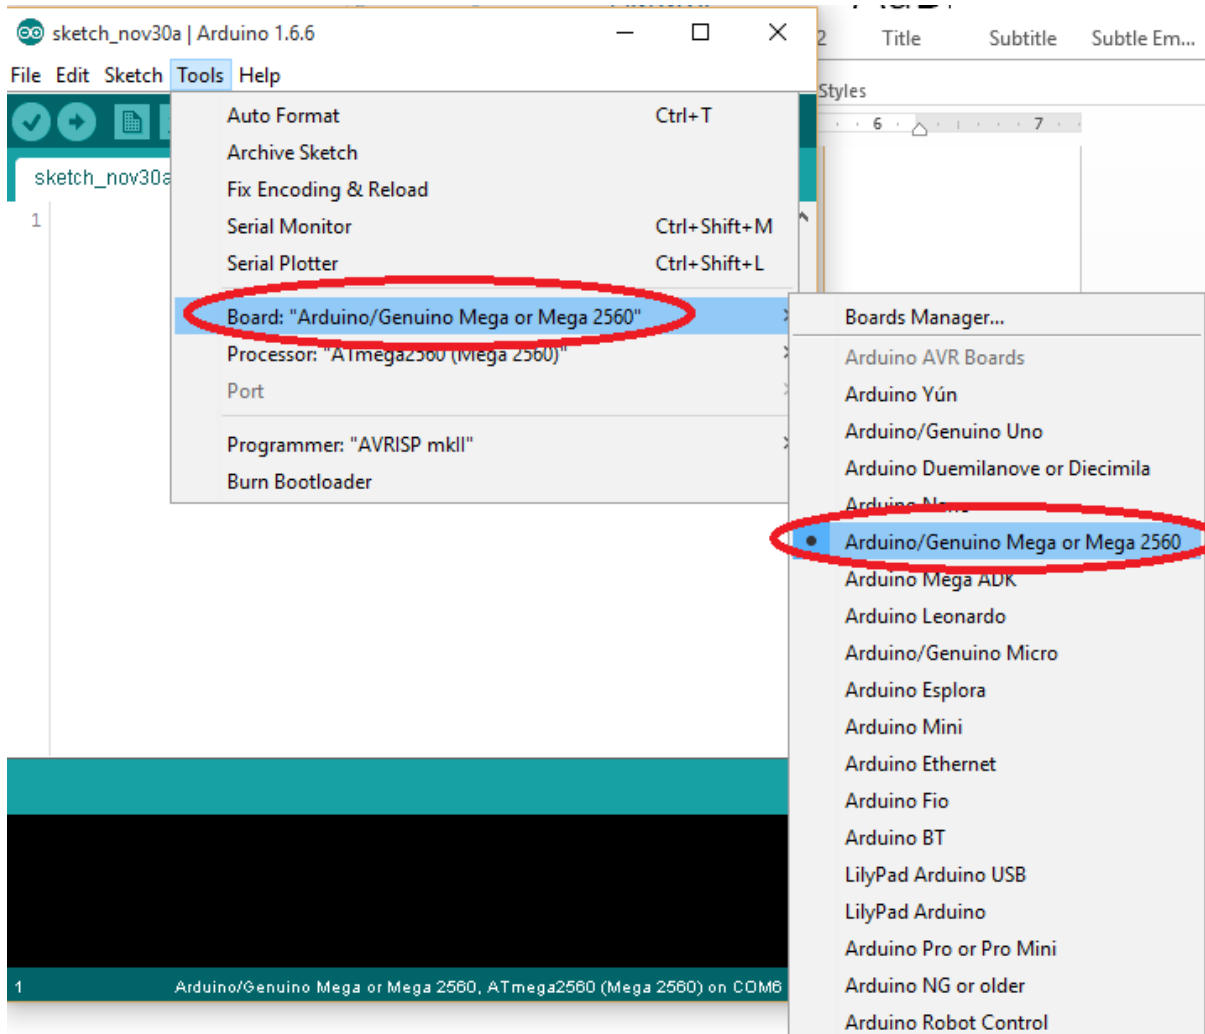 sketch_nov30a | Arduino 1.6.6
2 Title Subtitle Subtle Em...
File Edit Sketch Tools Help
Styles
6 7
Auto Format Ctrl+T
Archive Sketch
sketch_nov30a
Fix Encoding & Reload
1
Serial Monitor Ctrl+Shift+M
Serial Plotter Ctrl+Shift+L
Board: "Arduino/Genuino Mega or Mega 2560"
Processor: "ATmega2560 (Mega 2560)"
Port
Programmer: "AVRISP mkII"
Burn Bootloader
Boards Manager...
Arduino AVR Boards
Arduino Yún
Arduino/Genuino Uno
Arduino Duemilanove or Diecimila
Arduino Nano
Arduino/Genuino Mega or Mega 2560
Arduino Mega ADK
Arduino Leonardo
Arduino/Genuino Micro
Arduino Esplora
Arduino Mini
Arduino Ethernet
Arduino Fio
Arduino BT
LilyPad Arduino USB
LilyPad Arduino
Arduino Pro or Pro Mini
Arduino NG or older
Arduino Robot Control
1 Arduino/Genuino Mega or Mega 2560, ATmega2560 (Mega 2560) on COM6